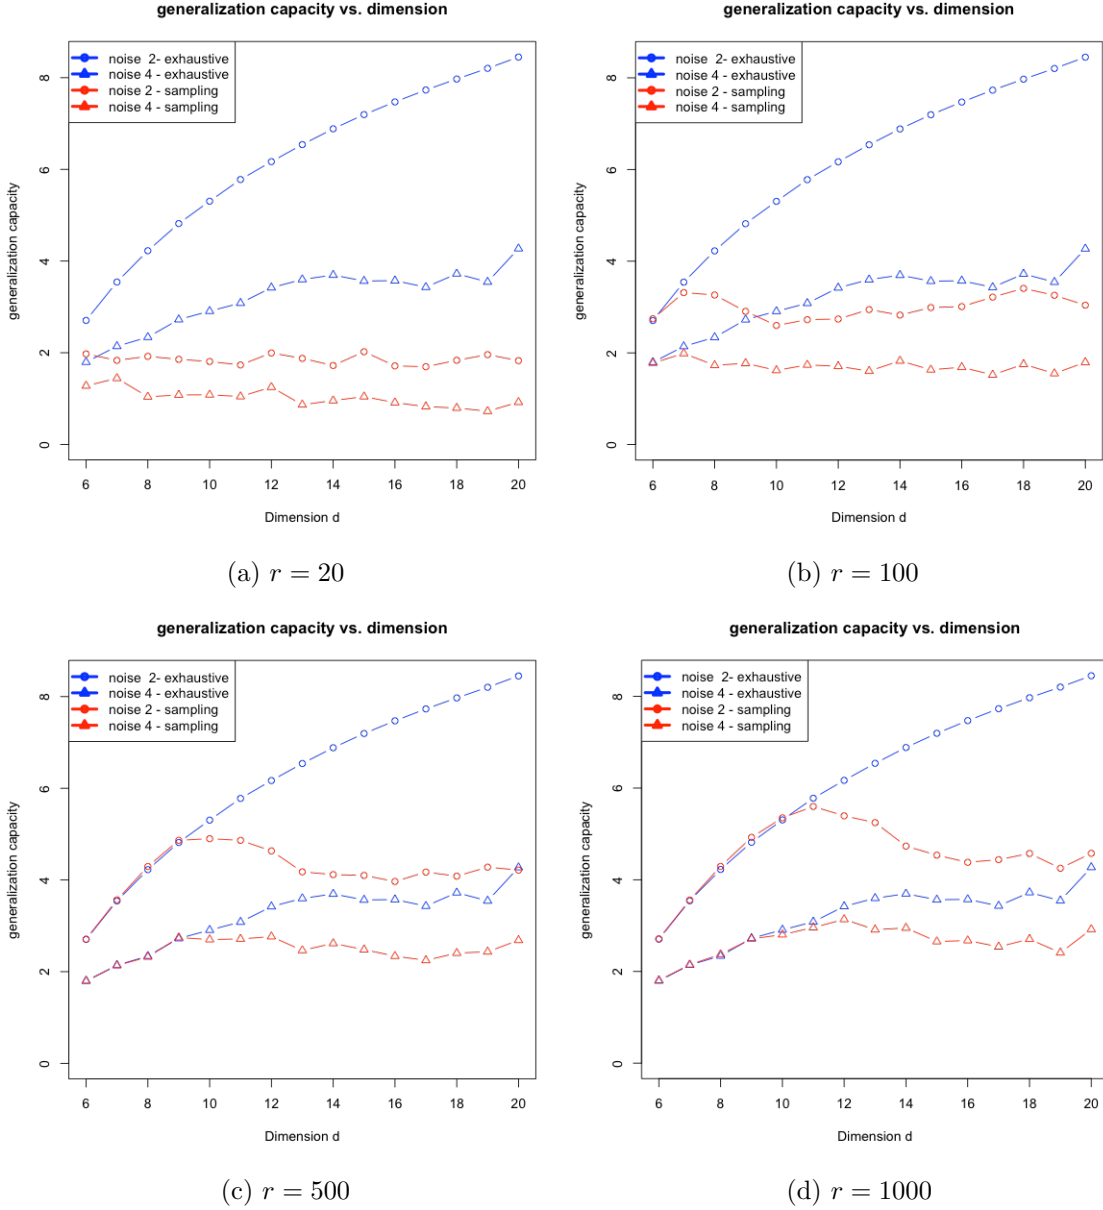 generalization capacity vs. dimension
noise  2- exhaustive
noise 4 - exhaustive
noise 2 - sampling
noise 4 - sampling
generalization capacity
0
2
4
6
8
6
8
10
12
14
16
18
20
Dimension d
(a) r = 20
generalization capacity vs. dimension
noise  2- exhaustive
noise 4 - exhaustive
noise 2 - sampling
noise 4 - sampling
generalization capacity
0
2
4
6
8
6
8
10
12
14
16
18
20
Dimension d
(b) r = 100
generalization capacity vs. dimension
noise  2- exhaustive
noise 4 - exhaustive
noise 2 - sampling
noise 4 - sampling
generalization capacity
0
2
4
6
8
6
8
10
12
14
16
18
20
Dimension d
(c) r = 500
generalization capacity vs. dimension
noise  2- exhaustive
noise 4 - exhaustive
noise 2 - sampling
noise 4 - sampling
generalization capacity
0
2
4
6
8
6
8
10
12
14
16
18
20
Dimension d
(d) r = 1000